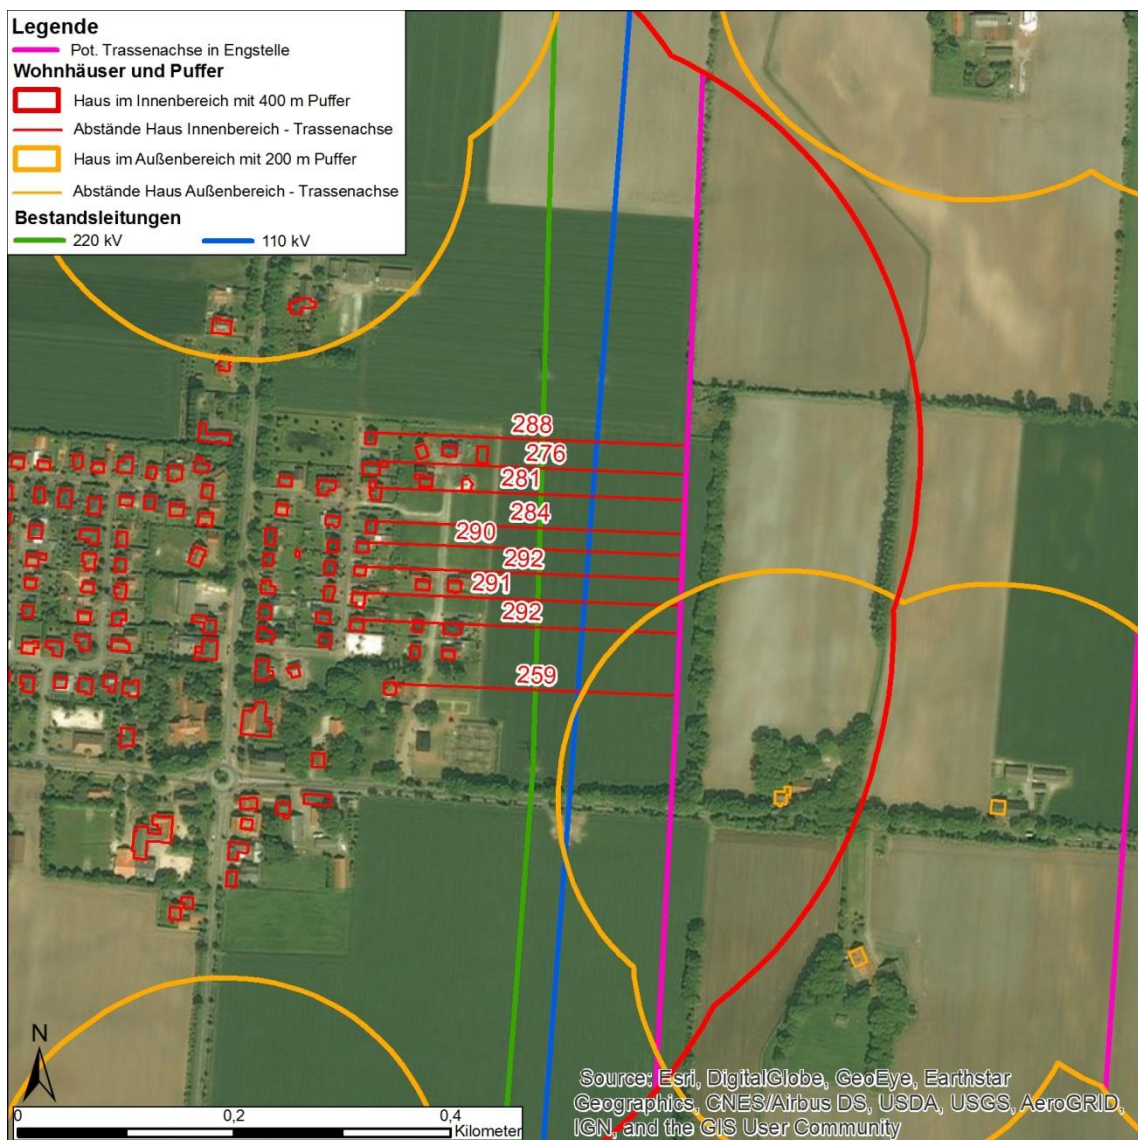 Legende
Pot. Trassenachse in Engstelle
Wohnhäuser und Puffer
Haus im Innenbereich mit 400 m Puffer
Abstände Haus Innenbereich - Trassenachse
Haus im Außenbereich mit 200 m Puffer
Abstände Haus Außenbereich - Trassenachse
Bestandsleitungen
220 kV 110 kV
288
276
281
284
290
292
291
292
259
N
0 0,2 0,4
Kilometer
Source: Esri, DigitalGlobe, GeoEye, Earthstar
Geographics, CNES/Airbus DS, USDA, USGS, AeroGRID,
IGN, and the GIS User Community